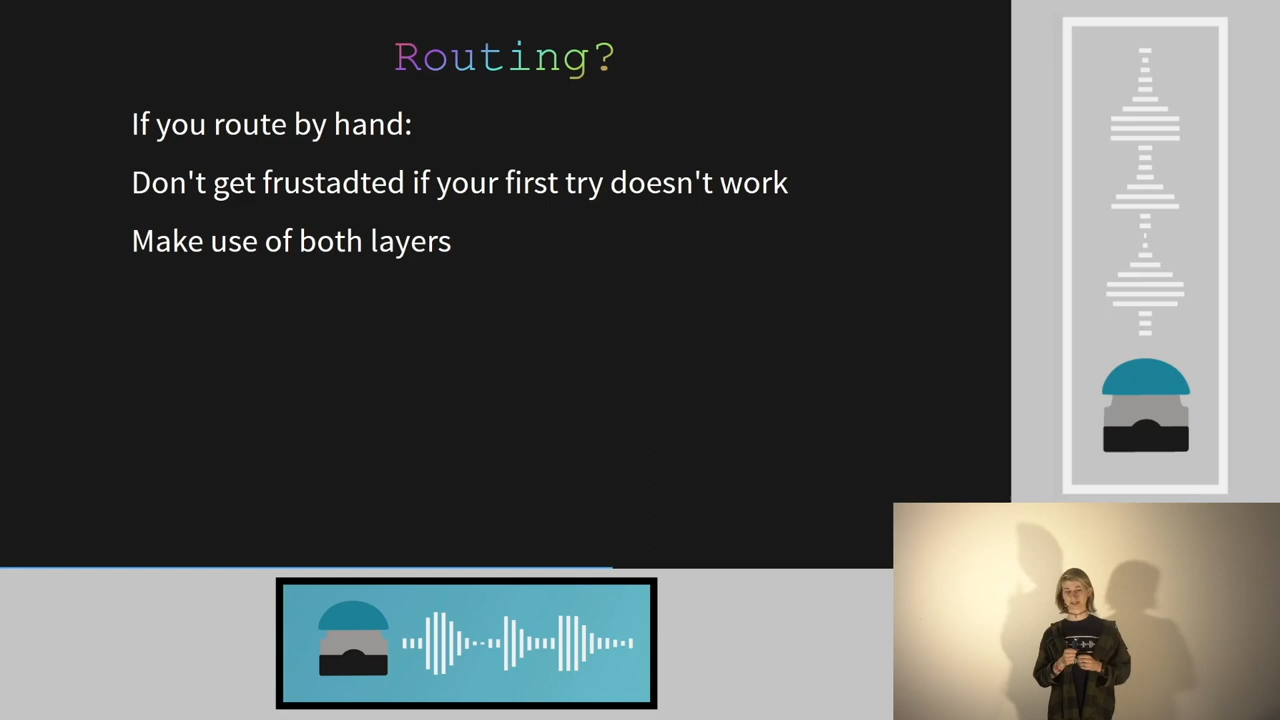 Routing?
If you route by hand:
Don't get frustadted if your first try doesn't work
Make use of both layers